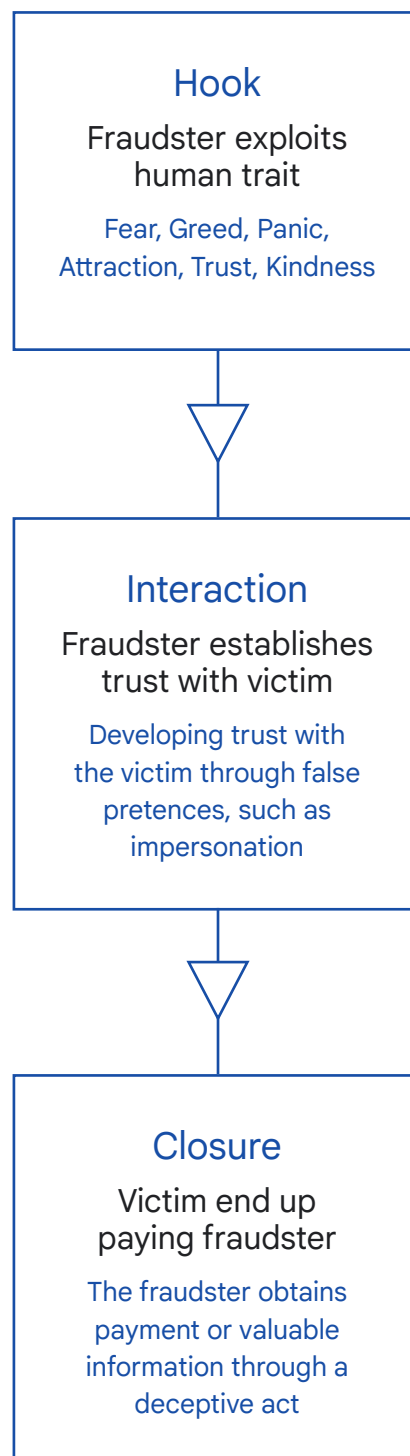 Hook
Fraudster exploits
human trait
Fear, Greed, Panic,
Attraction, Trust, Kindness
Interaction
Fraudster establishes
trust with victim
Developing trust with
the victim through false
pretences, such as
impersonation
Closure
Victim end up
paying fraudster
The fraudster obtains
payment or valuable
information through a
deceptive act